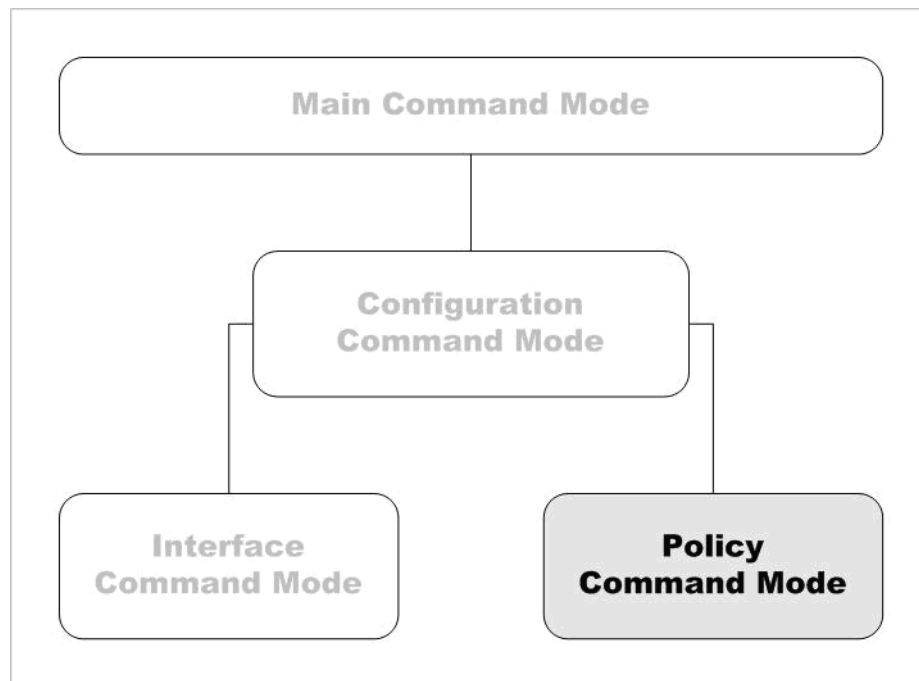 Main Command Mode
Configuration
Command Mode
Interface
Command Mode
Policy
Command Mode